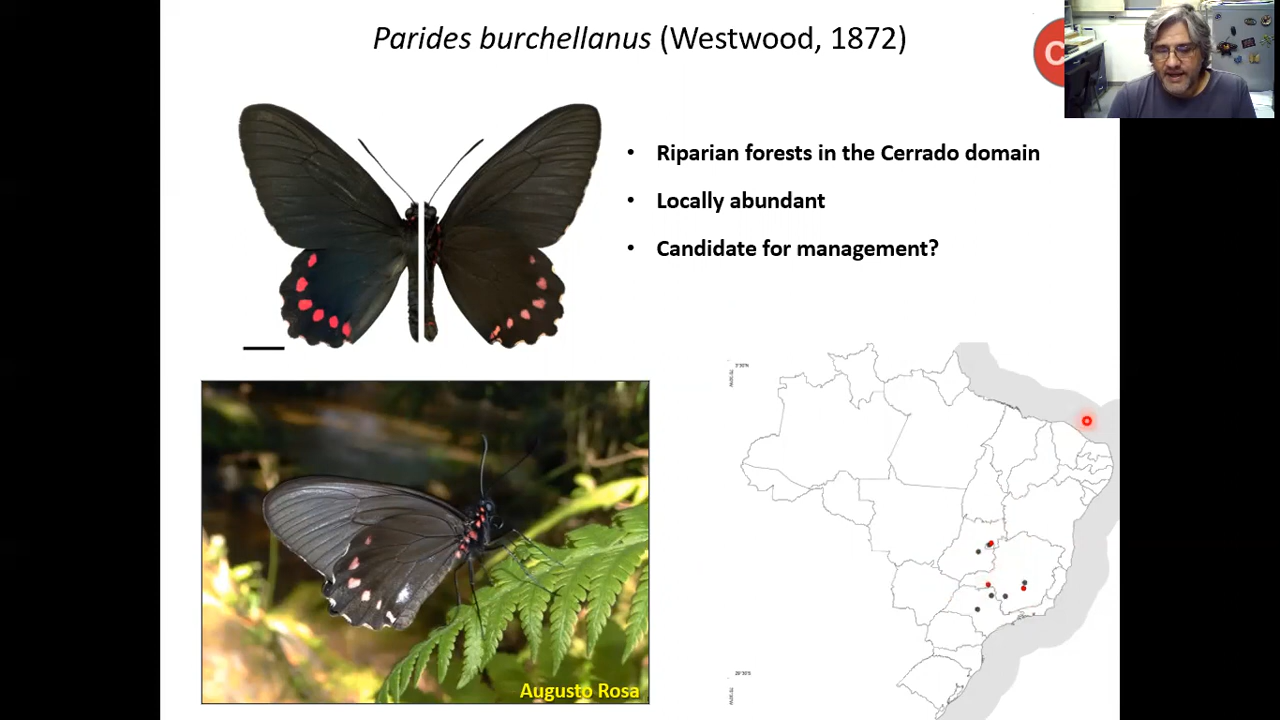 Parides burchellanus (Westwood, 1872)
C
• Riparian forests in the Cerrado domain
• Locally abundant
• Candidate for management?
Augusto Rosa